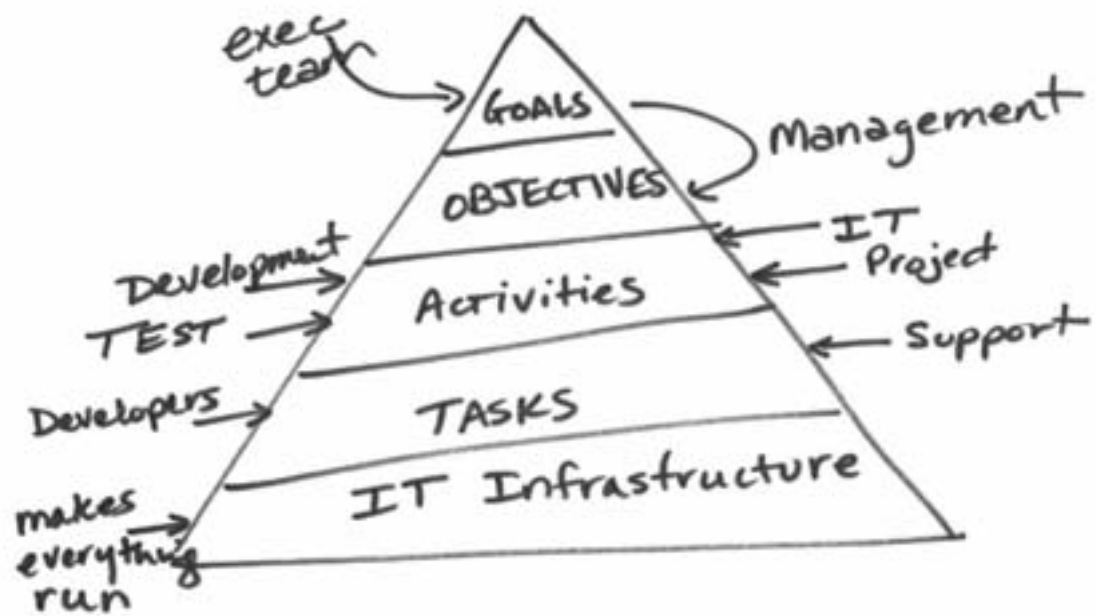 exec
team
GOALS
Management
OBJECTIVES
IT
Project
Development
TEST
Activities
Support
Developers
TASKS
IT Infrastructure
makes
everything
run